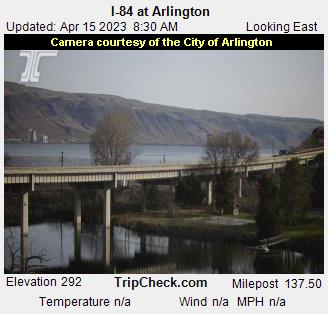 I-84 at Arlington
Updated: Apr 15 2023 8:30 AM Looking East
Camera courtesy of the City of Arlington
Elevation 292 TripCheck.com Milepost 137.50
Temperature n/a Wind n/a MPH n/a